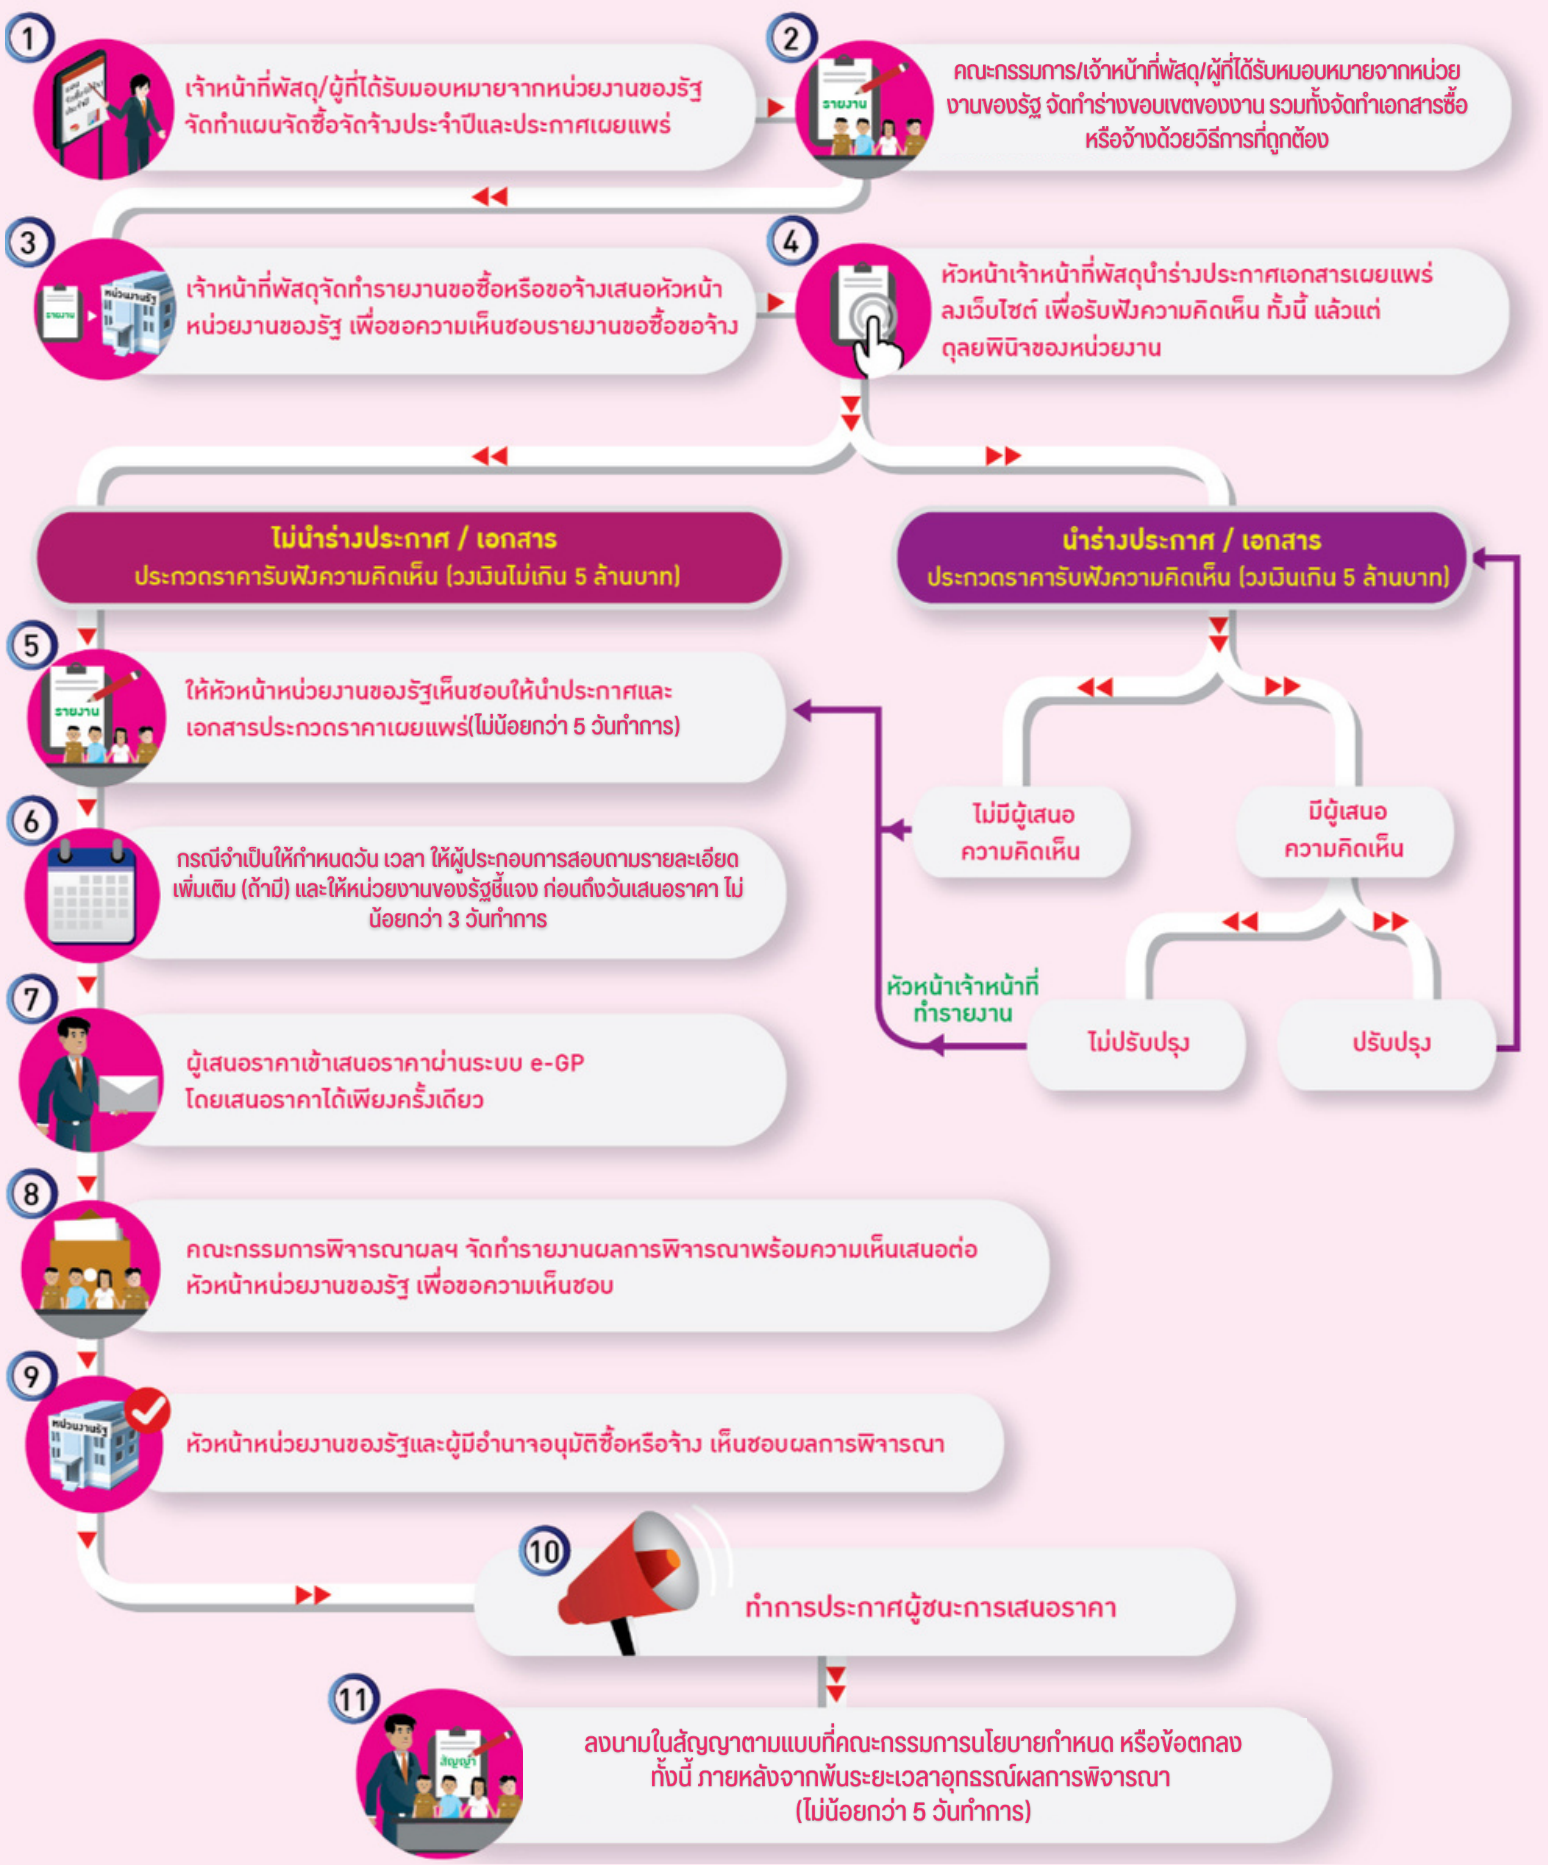 1
เจ้าหน้าที่พัสดุ/ผู้ที่ได้รับมอบหมายจากหน่วยงานของรัฐ
จัดทำแผนจัดซื้อจัดจ้างประจำปีและประกาศเผยแพร่
2
รายงาน
คณะกรรมการ/เจ้าหน้าที่พัสดุ/ผู้ที่ได้รับหมอบหมายจากหน่วย
งานของรัฐ จัดทำร่างขอบเขตของงาน รวมทั้งจัดทำเอกสารซื้อ
หรือจ้างด้วยวิธีการที่ถูกต้อง
3
รายงาน
หน่วยงานรัฐ
เจ้าหน้าที่พัสดุจัดทำรายงานขอซื้อหรือขอจ้างเสนอหัวหน้า
หน่วยงานของรัฐ เพื่อขอความเห็นชอบรายงานขอซื้อขอจ้าง
4
หัวหน้าเจ้าหน้าที่พัสดุนำร่างประกาศเอกสารเผยแพร่
ลงเว็บไซต์ เพื่อรับฟังความคิดเห็น ทั้งนี้ แล้วแต่
ดุลยพินิจของหน่วยงาน
ไม่นำร่างประกาศ / เอกสาร
ประกวดราคารับฟังความคิดเห็น (วงเงินไม่เกิน 5 ล้านบาท)
นำร่างประกาศ / เอกสาร
ประกวดราคารับฟังความคิดเห็น (วงเงินเกิน 5 ล้านบาท)
5
รายงาน
ให้หัวหน้าหน่วยงานของรัฐเห็นชอบให้นำประกาศและ
เอกสารประกวดราคาเผยแพร่(ไม่น้อยกว่า 5 วันทำการ)
ไม่มีผู้เสนอ
ความคิดเห็น
มีผู้เสนอ
ความคิดเห็น
6
กรณีจำเป็นให้กำหนดวัน เวลา ให้ผู้ประกอบการสอบถามรายละเอียด
เพิ่มเติม (ถ้ามี) และให้หน่วยงานของรัฐชี้แจง ก่อนถึงวันเสนอราคา ไม่
น้อยกว่า 3 วันทำการ
หัวหน้าเจ้าหน้าที่
ทำรายงาน
ไม่ปรับปรุง
ปรับปรุง
7
ผู้เสนอราคาเข้าเสนอราคาผ่านระบบ e-GP
โดยเสนอราคาได้เพียงครั้งเดียว
8
คณะกรรมการพิจารณาผลฯ จัดทำรายงานผลการพิจารณาพร้อมความเห็นเสนอต่อ
หัวหน้าหน่วยงานของรัฐ เพื่อขอความเห็นชอบ
9
หน่วยงานรัฐ
หัวหน้าหน่วยงานของรัฐและผู้มีอำนาจอนุมัติซื้อหรือจ้าง เห็นชอบผลการพิจารณา
10
ทำการประกาศผู้ชนะการเสนอราคา
11
สัญญา
ลงนามในสัญญาตามแบบที่คณะกรรมการนโยบายกำหนด หรือข้อตกลง
ทั้งนี้ ภายหลังจากพ้นระยะเวลาอุทธรณ์ผลการพิจารณา
(ไม่น้อยกว่า 5 วันทำการ)